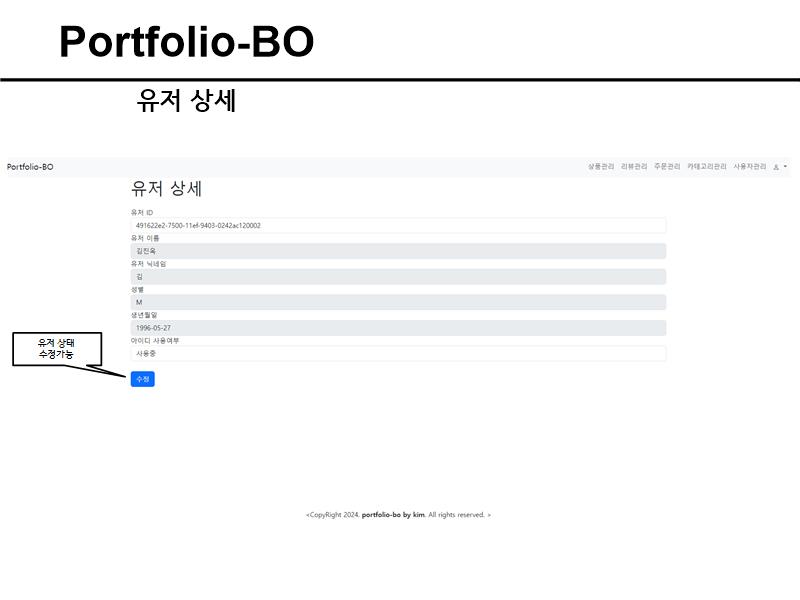 Portfolio-BO
유저 상세
Portfolio-BO
상품관리 리뷰관리 주문관리 카테고리관리 사용자관리
유저 상세
유저 ID
491622e2-7500-11ef-9403-0242ac120002
유저 이름
김진욱
유저 닉네임
김
성별
M
생년월일
1996-05-27
아이디 사용여부
사용중
유저 상태
수정가능
수정
<CopyRight 2024. portfolio-bo by kim. All rights reserved. >